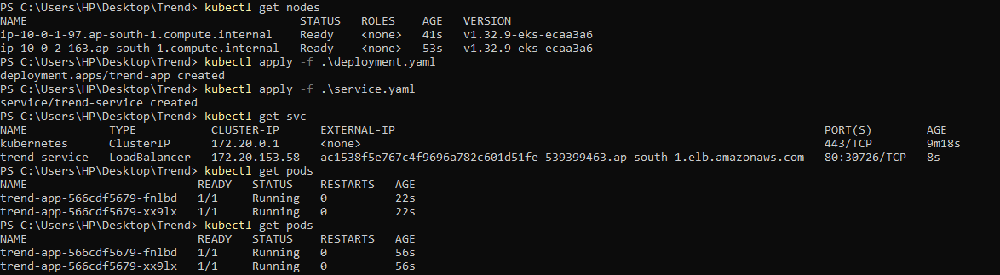 PS C:\Users\HP\Desktop\Trend> kubectl get nodes
NAME STATUS ROLES AGE VERSION
ip-10-0-1-97.ap-south-1.compute.internal Ready <none> 41s v1.32.9-eks-ecaa3a6
ip-10-0-2-163.ap-south-1.compute.internal Ready <none> 53s v1.32.9-eks-ecaa3a6
PS C:\Users\HP\Desktop\Trend> kubectl apply -f .\deployment.yaml
deployment.apps/trend-app created
PS C:\Users\HP\Desktop\Trend> kubectl apply -f .\service.yaml
service/trend-service created
PS C:\Users\HP\Desktop\Trend> kubectl get svc
NAME TYPE CLUSTER-IP EXTERNAL-IP PORT(S) AGE
kubernetes ClusterIP 172.20.0.1 <none> 443/TCP 9m18s
trend-service LoadBalancer 172.20.153.58 ac1538f5e767c4f9696a782c601d51fe-539399463.ap-south-1.elb.amazonaws.com 80:30726/TCP 8s
PS C:\Users\HP\Desktop\Trend> kubectl get pods
NAME READY STATUS RESTARTS AGE
trend-app-566cdf5679-fnlbd 1/1 Running 0 22s
trend-app-566cdf5679-xx9lx 1/1 Running 0 22s
PS C:\Users\HP\Desktop\Trend> kubectl get pods
NAME READY STATUS RESTARTS AGE
trend-app-566cdf5679-fnlbd 1/1 Running 0 56s
trend-app-566cdf5679-xx9lx 1/1 Running 0 56s